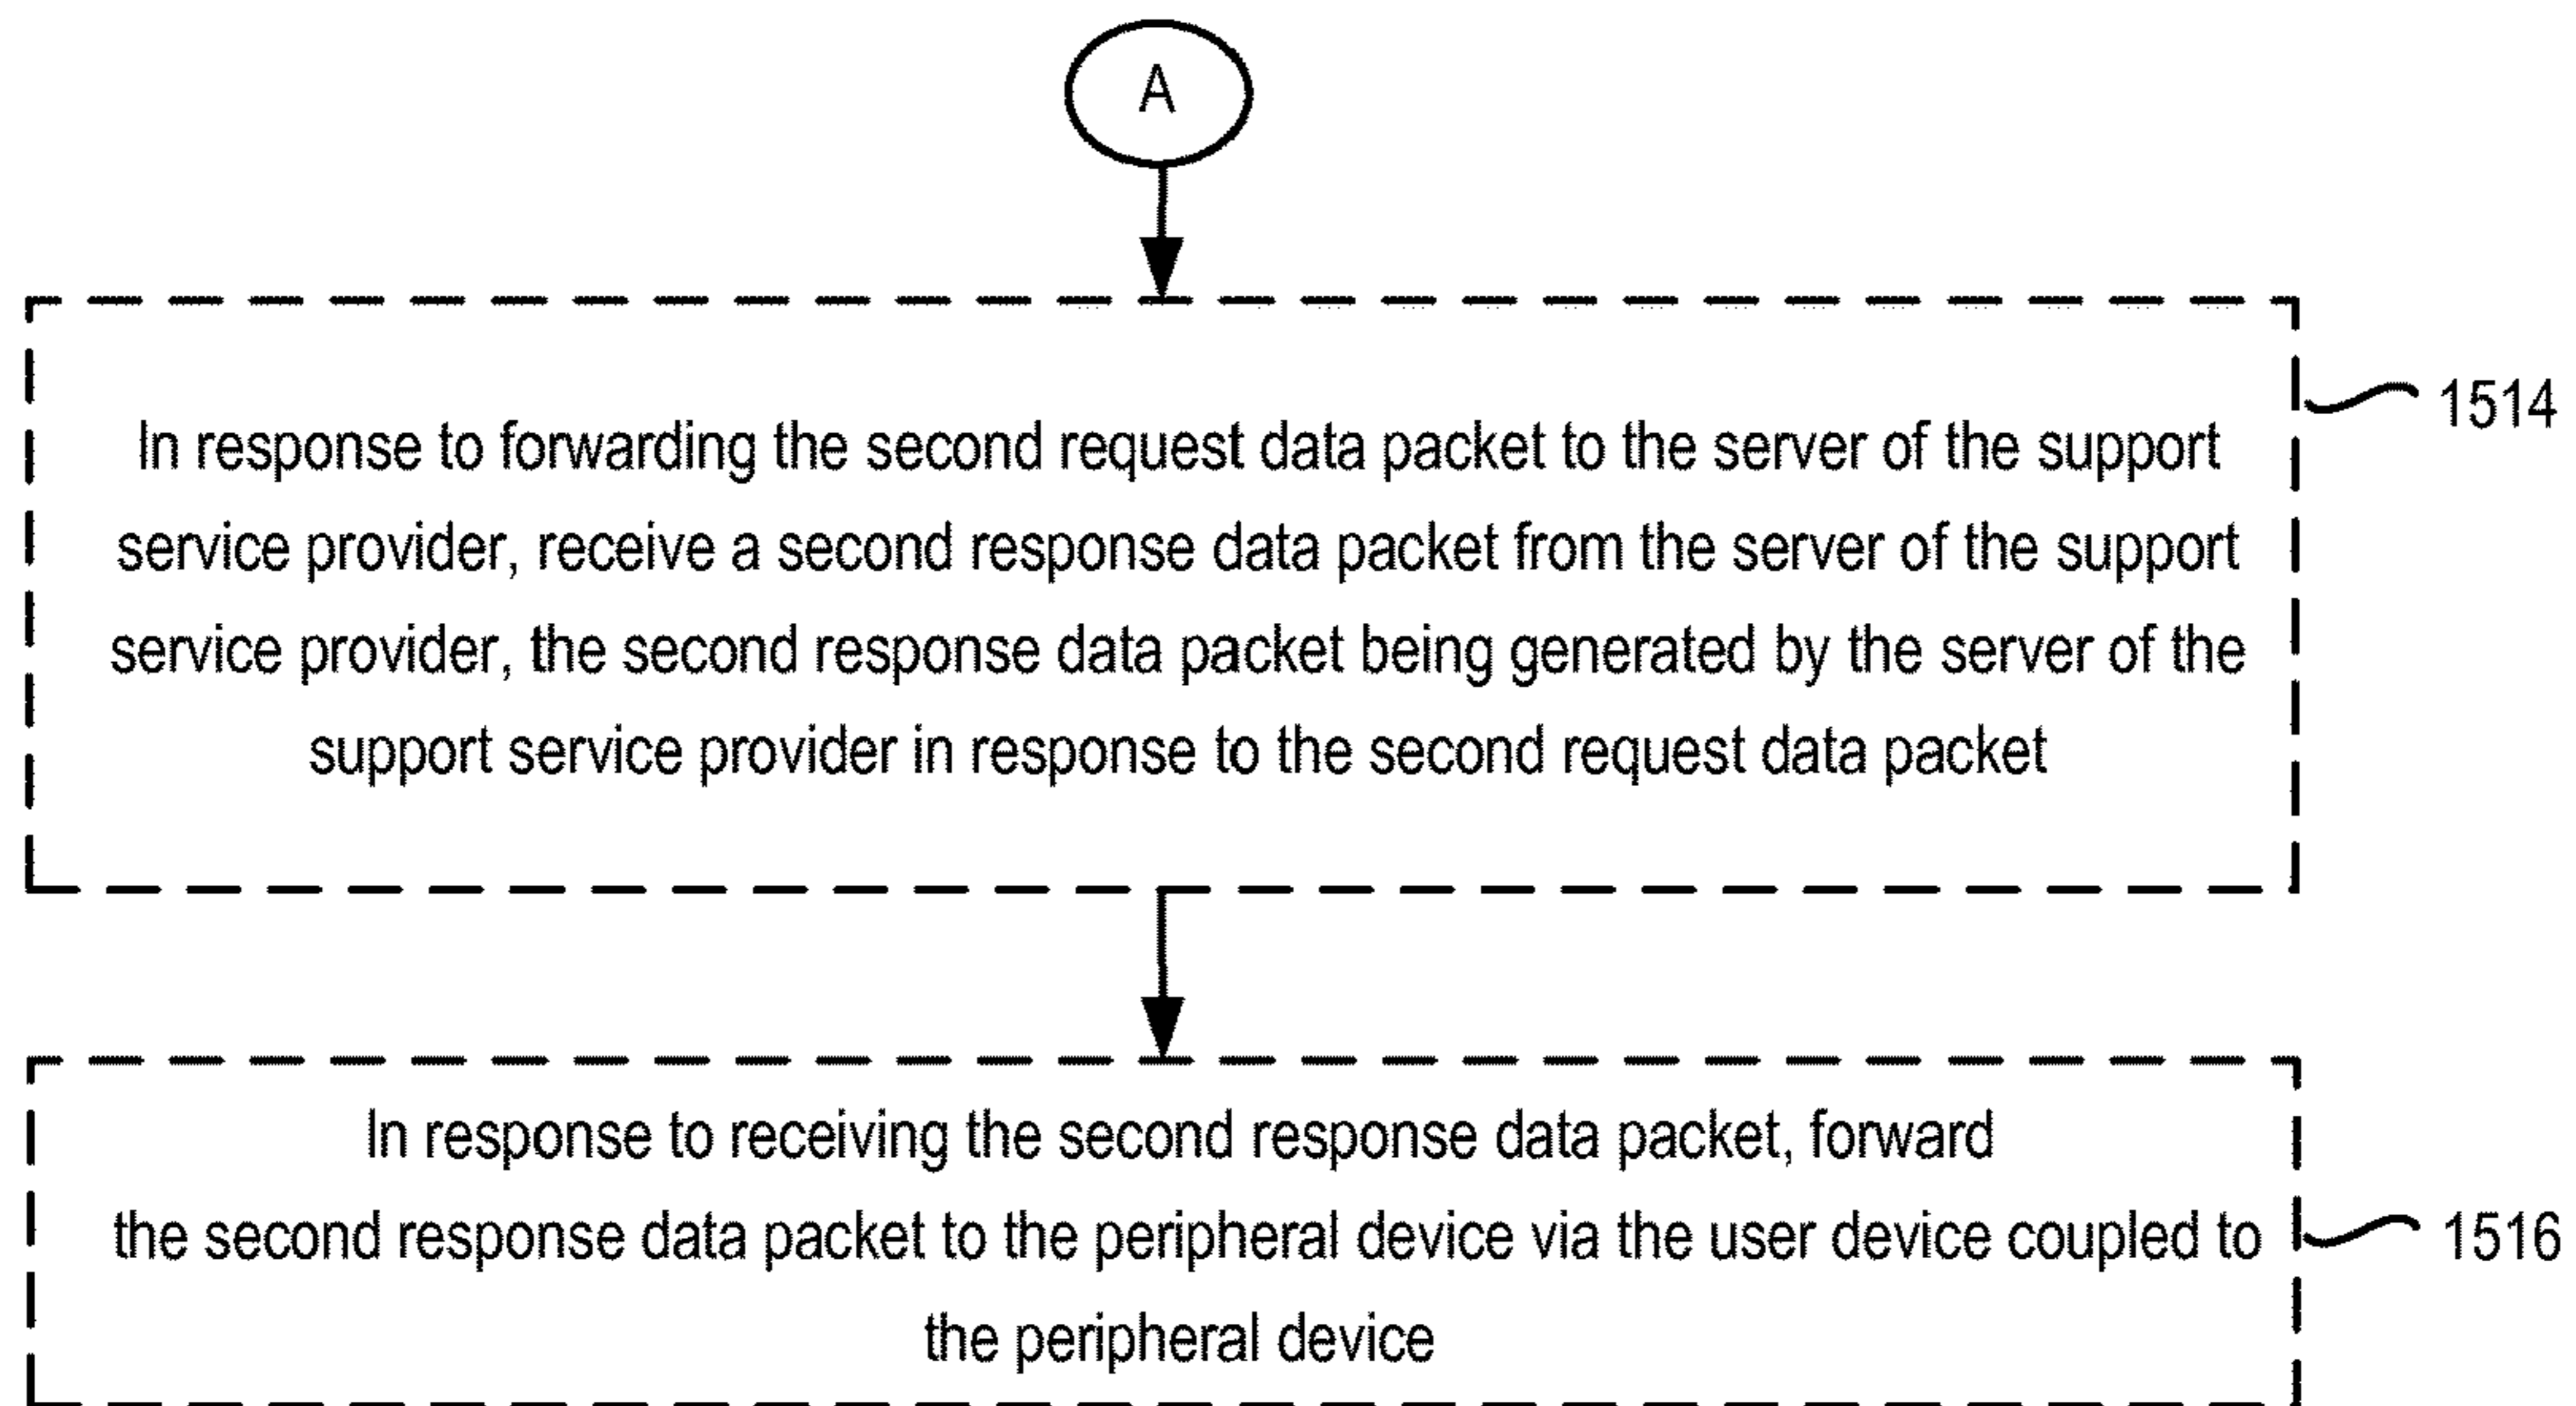 A
In response to forwarding the second request data packet to the server of the support
service provider, receive a second response data packet from the server of the support
service provider, the second response data packet being generated by the server of the
support service provider in response to the second request data packet
1514
In response to receiving the second response data packet, forward
the second response data packet to the peripheral device via the user device coupled to
the peripheral device
1516